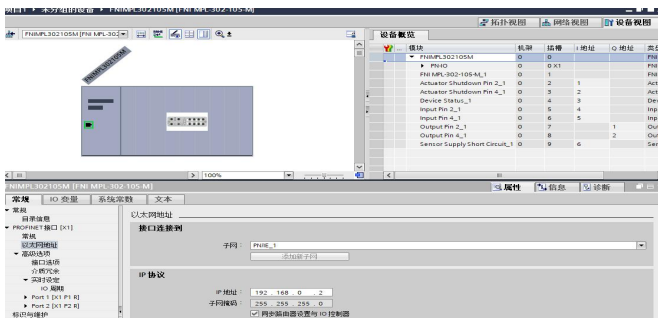 项目1 ▸ 未分组的设备 ▸ FNIMPL302105M [FNI MPL-302-105-M]
拓扑视图 网络视图 设备视图
FNIMPL302105M [FNI MPL-302
设备概览
模块 机架 插槽 I 地址 Q 地址 类
FNIMPL302105M 0 0 FNI
PN-IO 0 0 X1 FNI
FNI MPL-302-105-M_1 0 1 FNI
Actuator Shutdown Pin 2_1 0 2 1 Act
Actuator Shutdown Pin 4_1 0 3 2 Act
Device Status_1 0 4 3 Dev
Input Pin 2_1 0 5 4 Inp
Input Pin 4_1 0 6 5 Inp
Output Pin 2_1 0 7 1 Out
Output Pin 4_1 0 8 2 Out
Sensor Supply Short Circuit_1 0 9 6 Sen
FNIMPL302105M
100%
FNIMPL302105M [FNI MPL-302-105-M]
属性 信息 诊断
常规 IO 变量 系统常数 文本
常规
目录信息
PROFINET接口 [X1]
常规
以太网地址
高级选项
接口选项
介质冗余
实时设定
IO 周期
Port 1 [X1 P1 R]
Port 2 [X1 P2 R]
标识与维护
以太网地址
接口连接到
子网： PN/IE_1
添加新子网
IP 协议
IP 地址： 192 . 168 . 0 . 2
子网掩码： 255 . 255 . 255 . 0
同步路由器设置与 IO 控制器